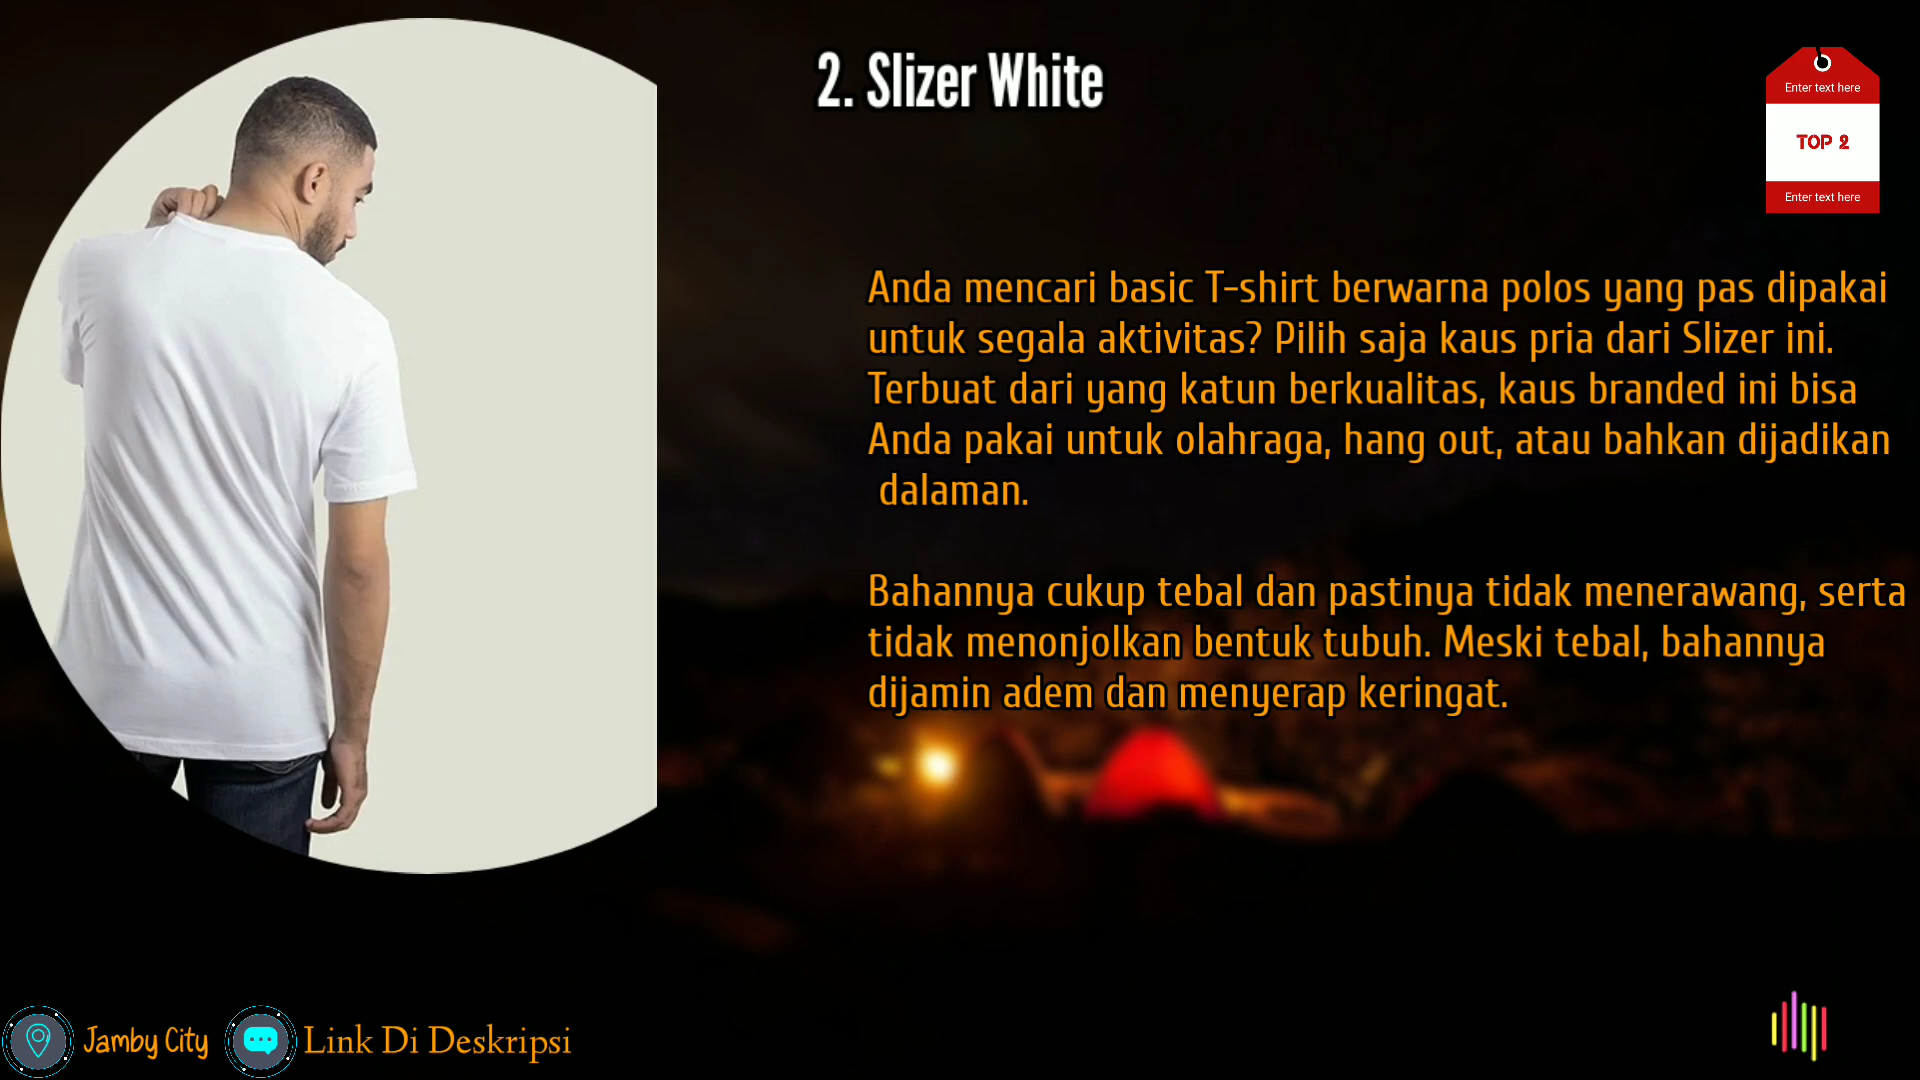 2. Slizer White
Enter text here
TOP 2
Enter text here
Anda mencari basic T-shirt berwarna polos yang pas dipakai
untuk segala aktivitas? Pilih saja kaus pria dari Slizer ini.
Terbuat dari yang katun berkualitas, kaus branded ini bisa
Anda pakai untuk olahraga, hang out, atau bahkan dijadikan
dalaman.
Bahannya cukup tebal dan pastinya tidak menerawang, serta
tidak menonjolkan bentuk tubuh. Meski tebal, bahannya
dijamin adem dan menyerap keringat.
Jamby City
Link Di Deskripsi